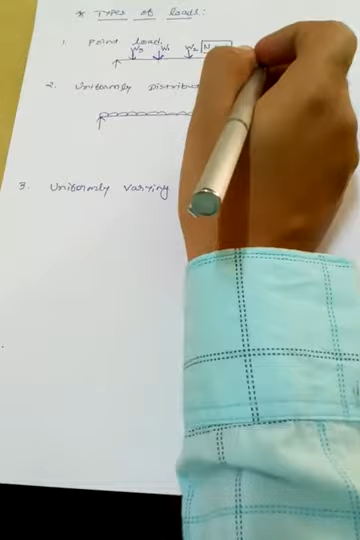 * Types of loads:
1. Point load.
W3 W1 W2 N
2. Uniformly Distribu
3. Uniformly varying